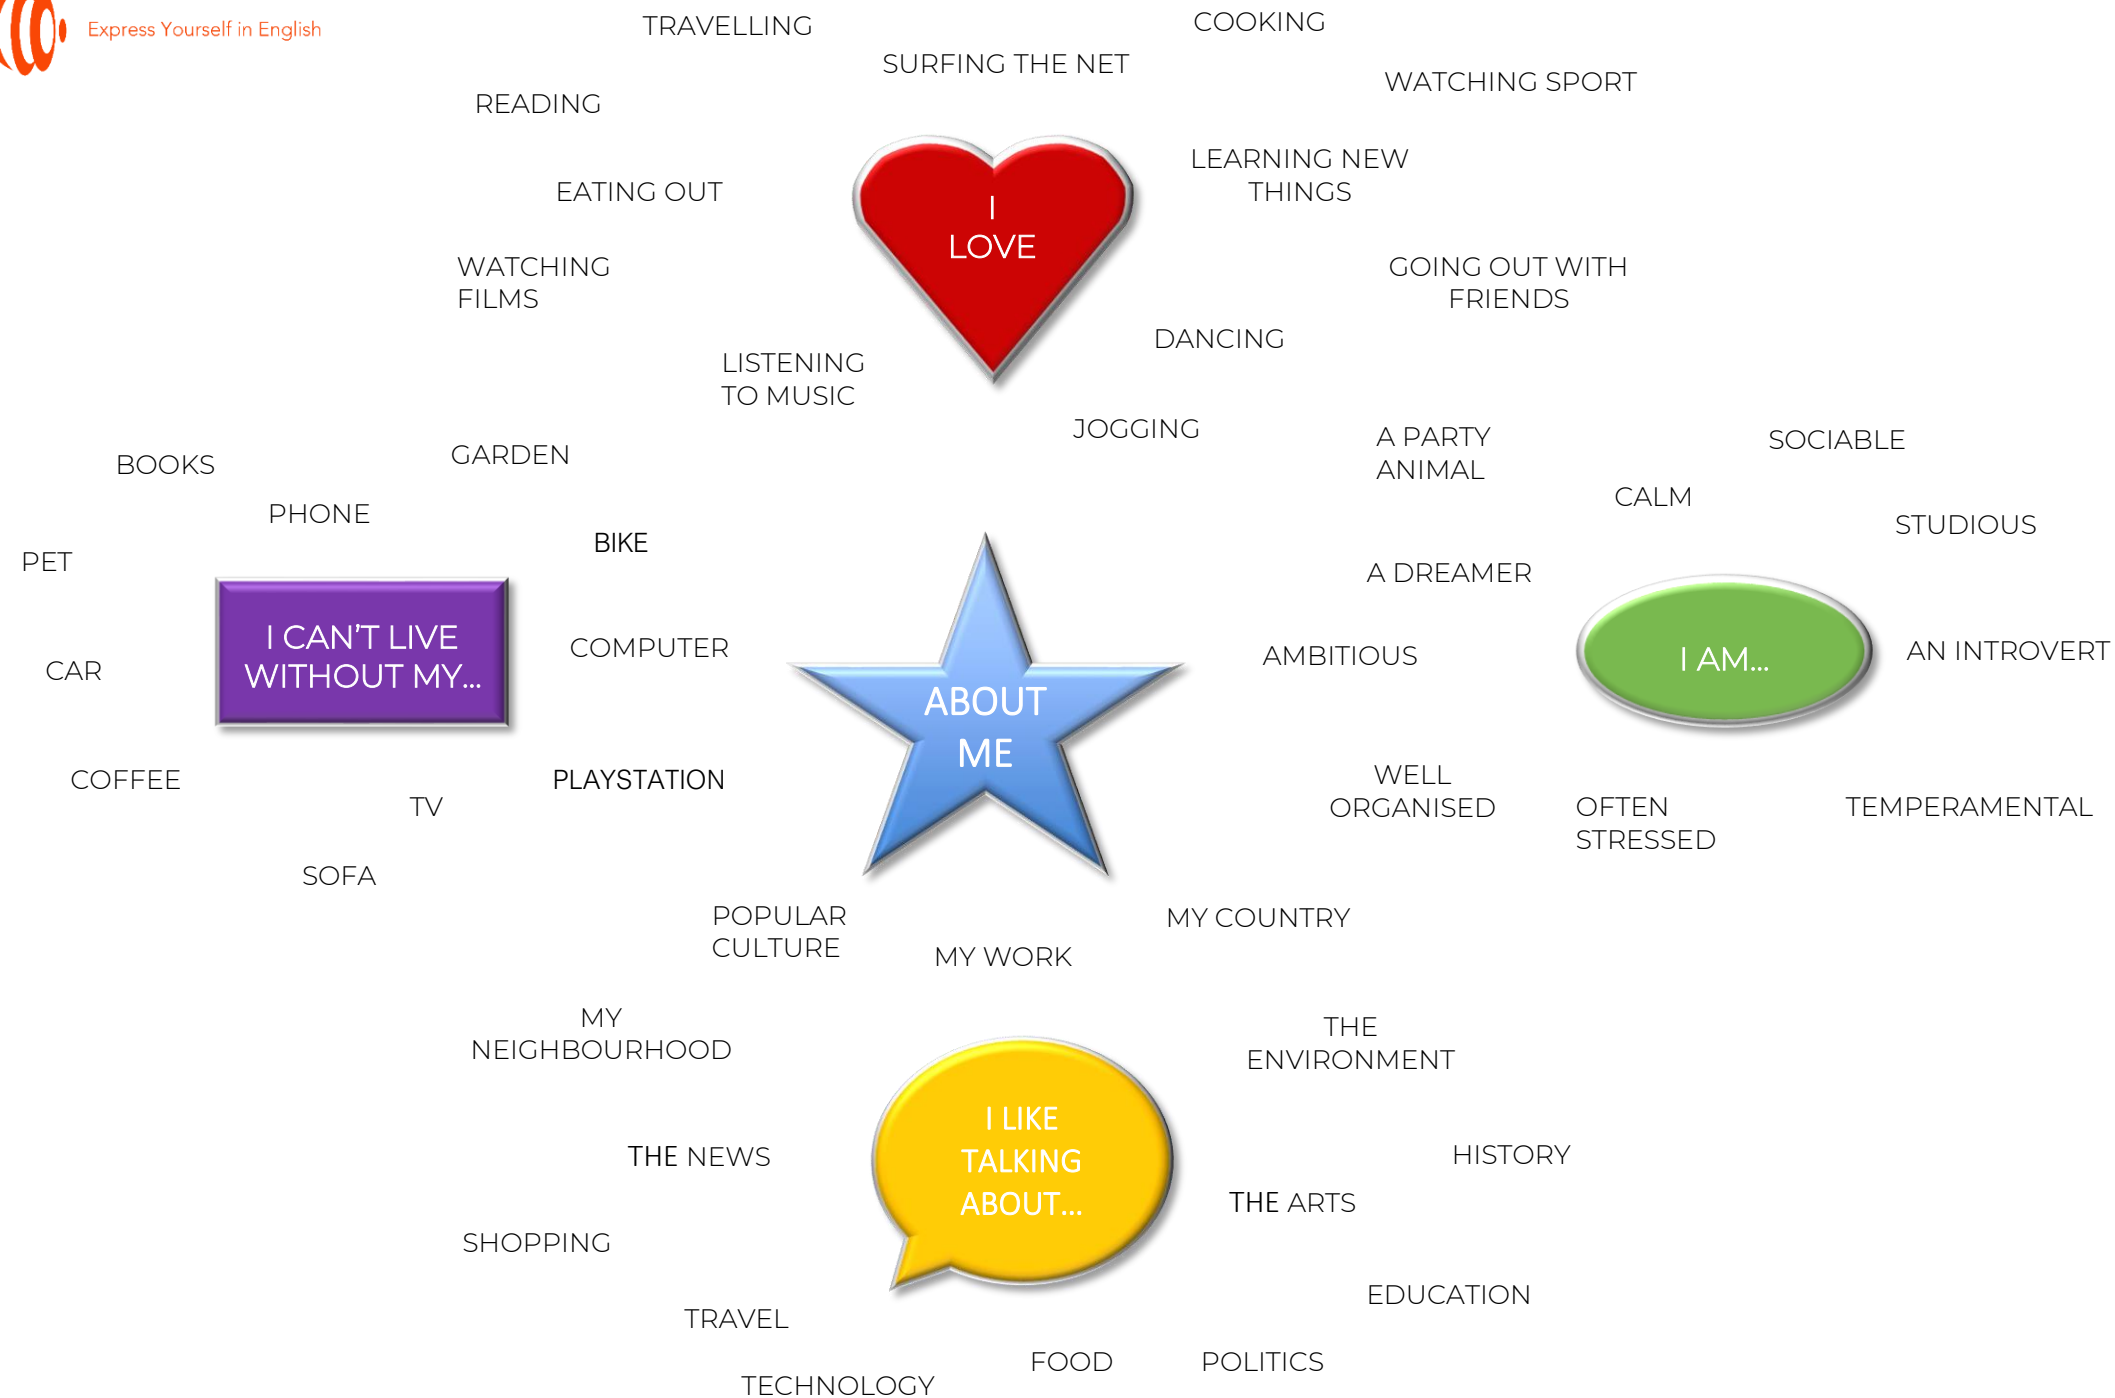 Express Yourself in English
TRAVELLING
COOKING
SURFING THE NET
WATCHING SPORT
READING
LEARNING NEW
THINGS
EATING OUT
I
LOVE
WATCHING
FILMS
GOING OUT WITH
FRIENDS
DANCING
LISTENING
TO MUSIC
JOGGING
BOOKS
GARDEN
PHONE
BIKE
PET
I CAN'T LIVE
WITHOUT MY...
COMPUTER
CAR
COFFEE
TV
PLAYSTATION
SOFA
ABOUT
ME
A PARTY
ANIMAL
SOCIABLE
CALM
STUDIOUS
A DREAMER
AMBITIOUS
I AM...
AN INTROVERT
WELL
ORGANISED
OFTEN
STRESSED
TEMPERAMENTAL
POPULAR
CULTURE
MY WORK
MY COUNTRY
MY
NEIGHBOURHOOD
THE
ENVIRONMENT
I LIKE
TALKING
ABOUT...
THE NEWS
HISTORY
THE ARTS
SHOPPING
EDUCATION
TRAVEL
FOOD
POLITICS
TECHNOLOGY